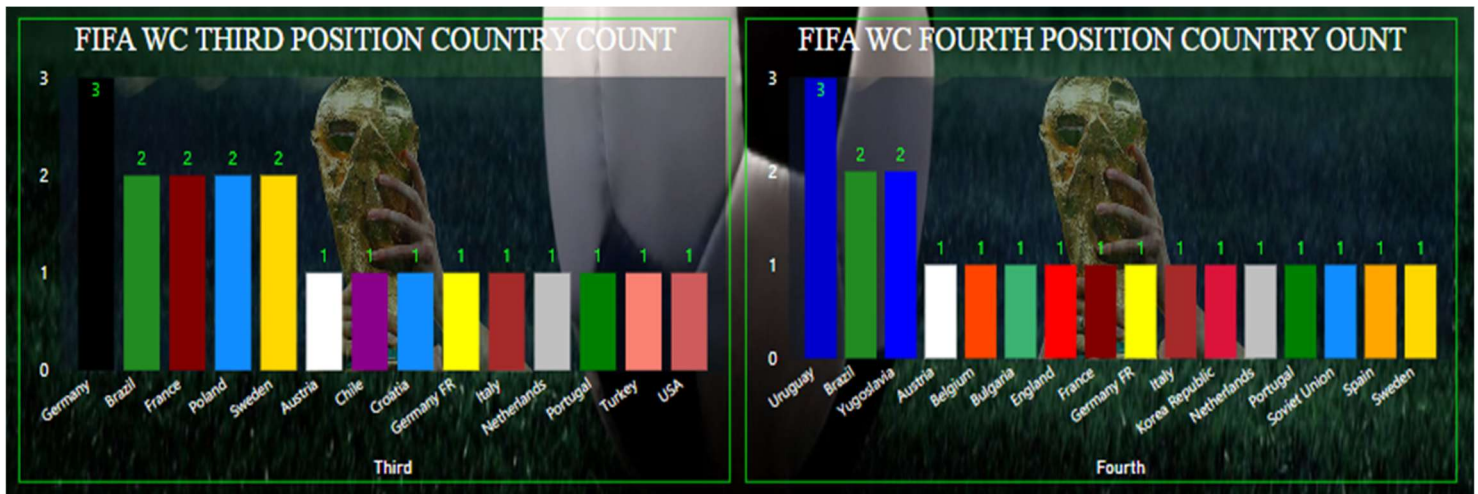 FIFA WC THIRD POSITION COUNTRY COUNT
3
3
2
2
2
2
2
1
1
1
1
1
1
1
1
1
1
0
Germany
Brazil
France
Poland
Sweden
Austria
Chile
Croatia
Germany FR
Italy
Netherlands
Portugal
Turkey
USA
Third
FIFA WC FOURTH POSITION COUNTRY OUNT
3
3
2
2
2
1
1
1
1
1
1
1
1
1
1
1
1
1
1
0
Uruguay
Brazil
Yugoslavia
Austria
Belgium
Bulgaria
England
France
Germany FR
Italy
Korea Republic
Netherlands
Portugal
Soviet Union
Spain
Sweden
Fourth